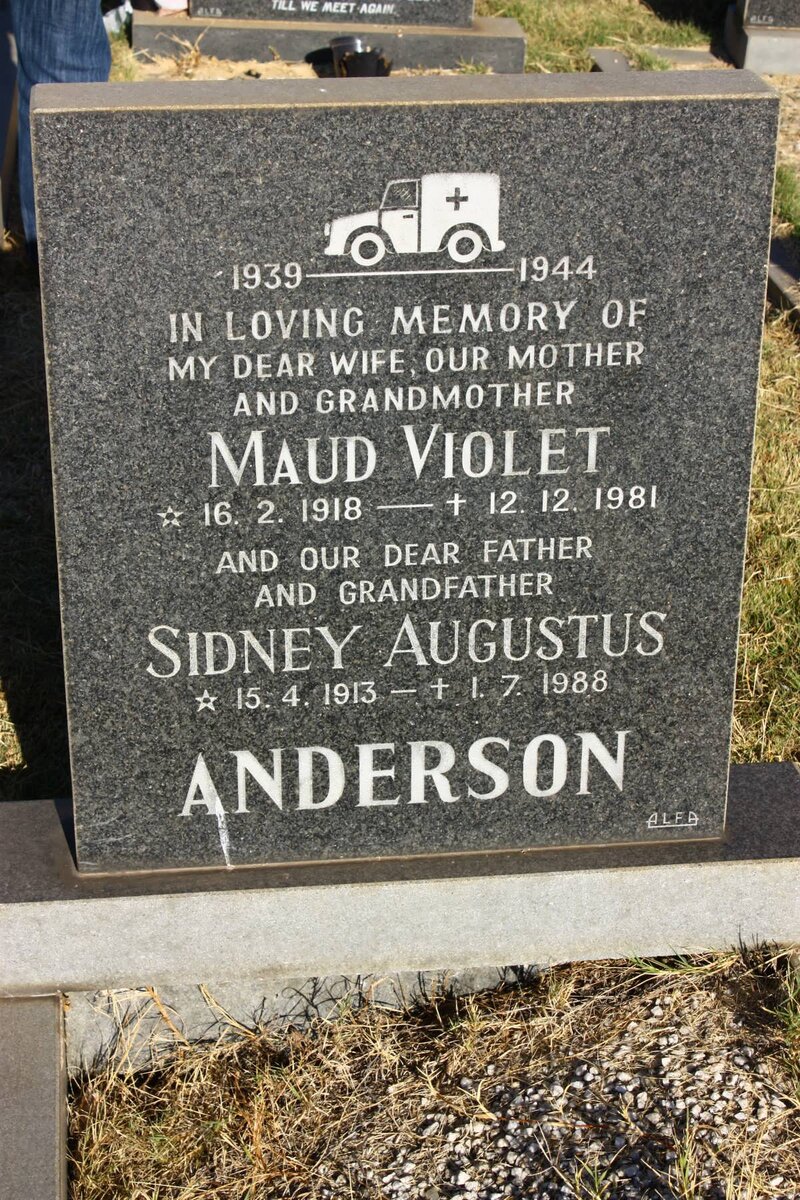 TILL WE MEET AGAIN.
ALFA
1939 — 1944
IN LOVING MEMORY OF
MY DEAR WIFE, OUR MOTHER
AND GRANDMOTHER
MAUD VIOLET
☆ 16. 2. 1918 — † 12. 12. 1981
AND OUR DEAR FATHER
AND GRANDFATHER
SIDNEY AUGUSTUS
☆ 15. 4. 1913 — † 1. 7. 1988
ANDERSON
ALFA